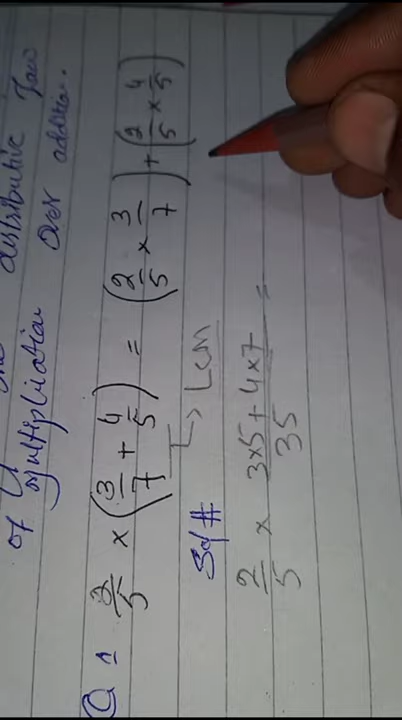 distributive law
of Multiplication Over addition.
Q 1 2/5 × (3/7 + 4/5) = (2/5 × 3/7) + (2/5 × 4/5)
→ LCM
Sol #
2/5 × 3×5+4×7/35 =